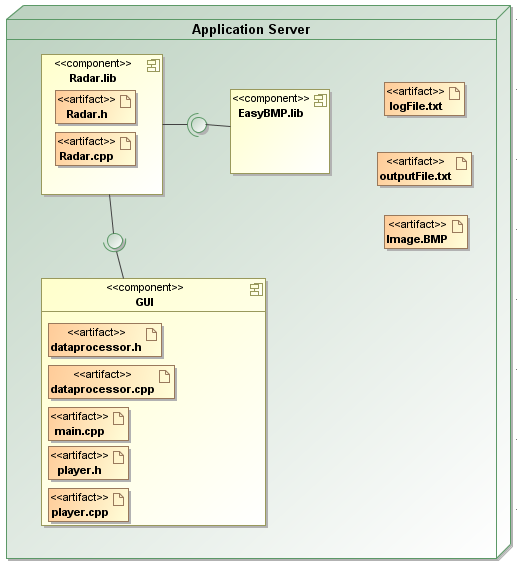 Application Server
<<component>>
Radar.lib
<<artifact>>
Radar.h
<<artifact>>
Radar.cpp
<<component>>
EasyBMP.lib
<<artifact>>
logFile.txt
<<artifact>>
outputFile.txt
<<artifact>>
Image.BMP
<<component>>
GUI
<<artifact>>
dataprocessor.h
<<artifact>>
dataprocessor.cpp
<<artifact>>
main.cpp
<<artifact>>
player.h
<<artifact>>
player.cpp